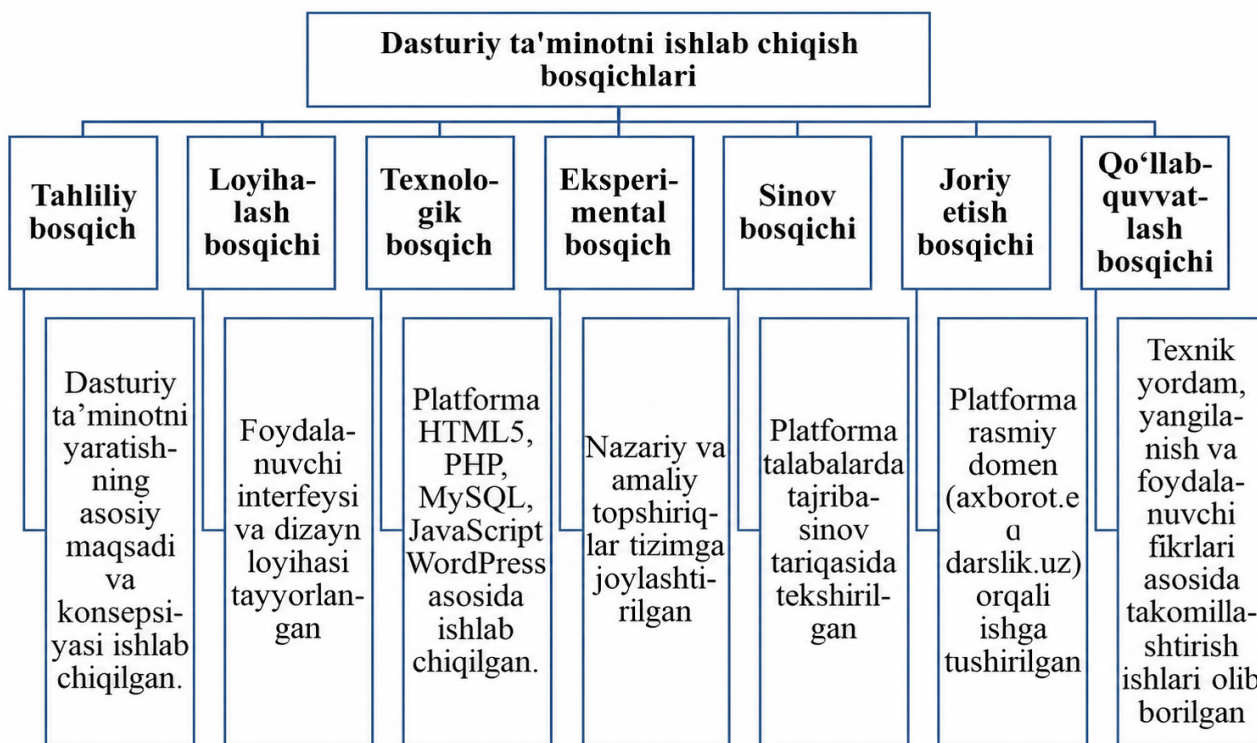 Dasturiy ta'minotni ishlab chiqish
bosqichlari
Tahliliy
bosqich
Loyiha-
lash
bosqichi
Texnolo-
gik
bosqich
Eksperi-
mental
bosqich
Sinov
bosqichi
Joriy
etish
bosqichi
Qo‘llab-
quvvat-
lash
bosqichi
Dasturiy
ta’minotni
yaratish-
ning
asosiy
maqsadi
va
konsepsi-
yasi ishlab
chiqilgan.
Foydala-
nuvchi
interfeysi
va dizayn
loyihasi
tayyorlan-
gan
Platforma
HTML5,
PHP,
MySQL,
JavaScript
WordPress
asosida
ishlab
chiqilgan.
Nazariy va
amaliy
topshiriq-
lar tizimga
joylashti-
rilgan
Platforma
talabalarda
tajriba-
sinov
tariqasida
tekshiril-
gan
Platforma
rasmiy
domen
(axborot.e
ɑ
darslik.uz)
orqali
ishga
tushirilgan
Texnik
yordam,
yangila-
nish va
foydala-
nuvchi
fikrlari
asosida
takomilla-
shtirish
ishlari olib
borilgan